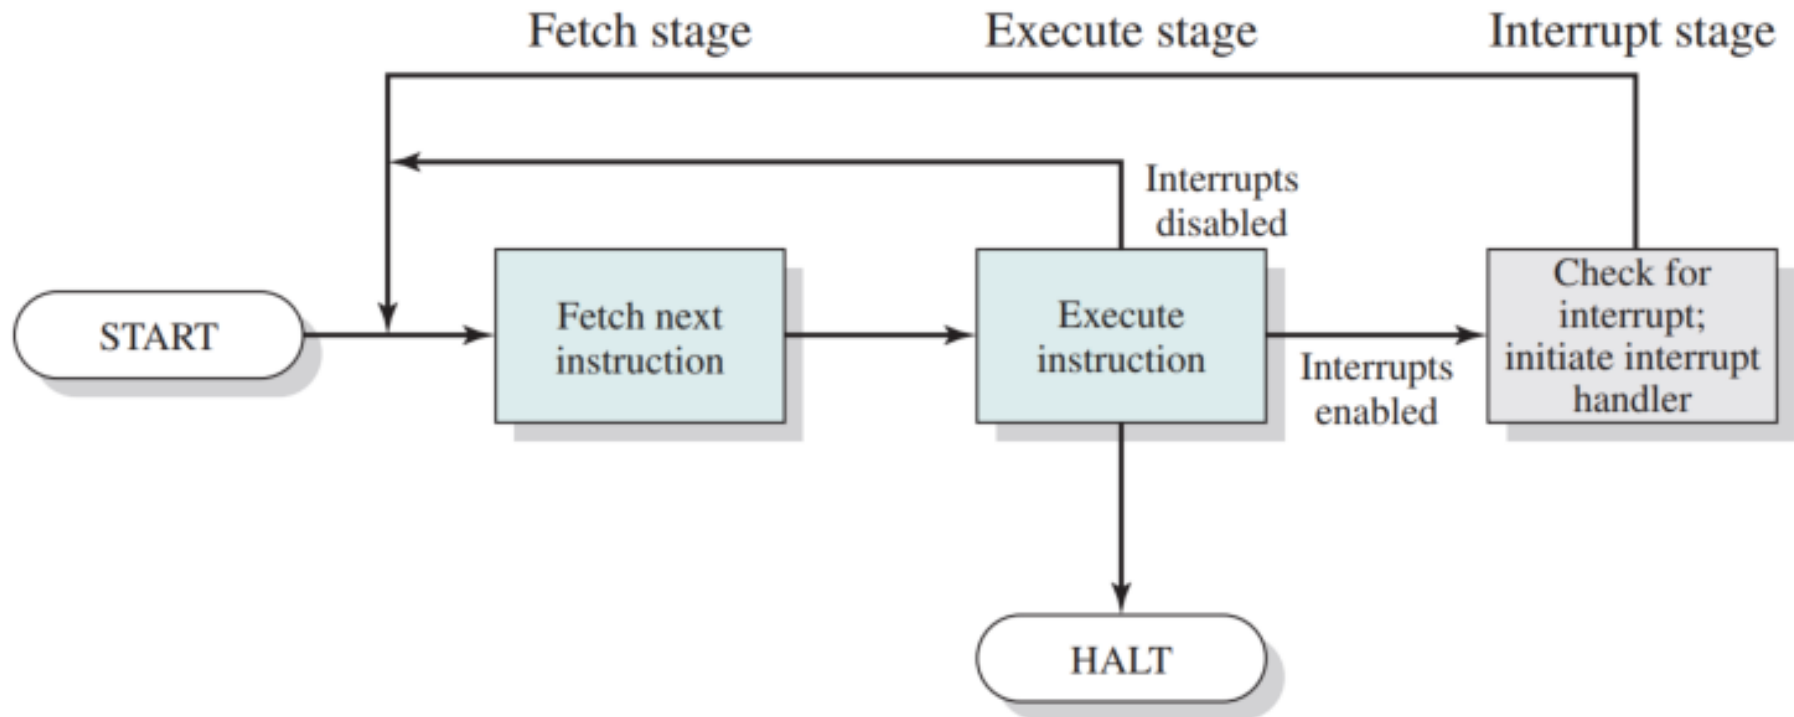 Fetch stage
Execute stage
Interrupt stage
Interrupts
disabled
START
Fetch next
instruction
Execute
instruction
Interrupts
enabled
Check for
interrupt;
initiate interrupt
handler
HALT